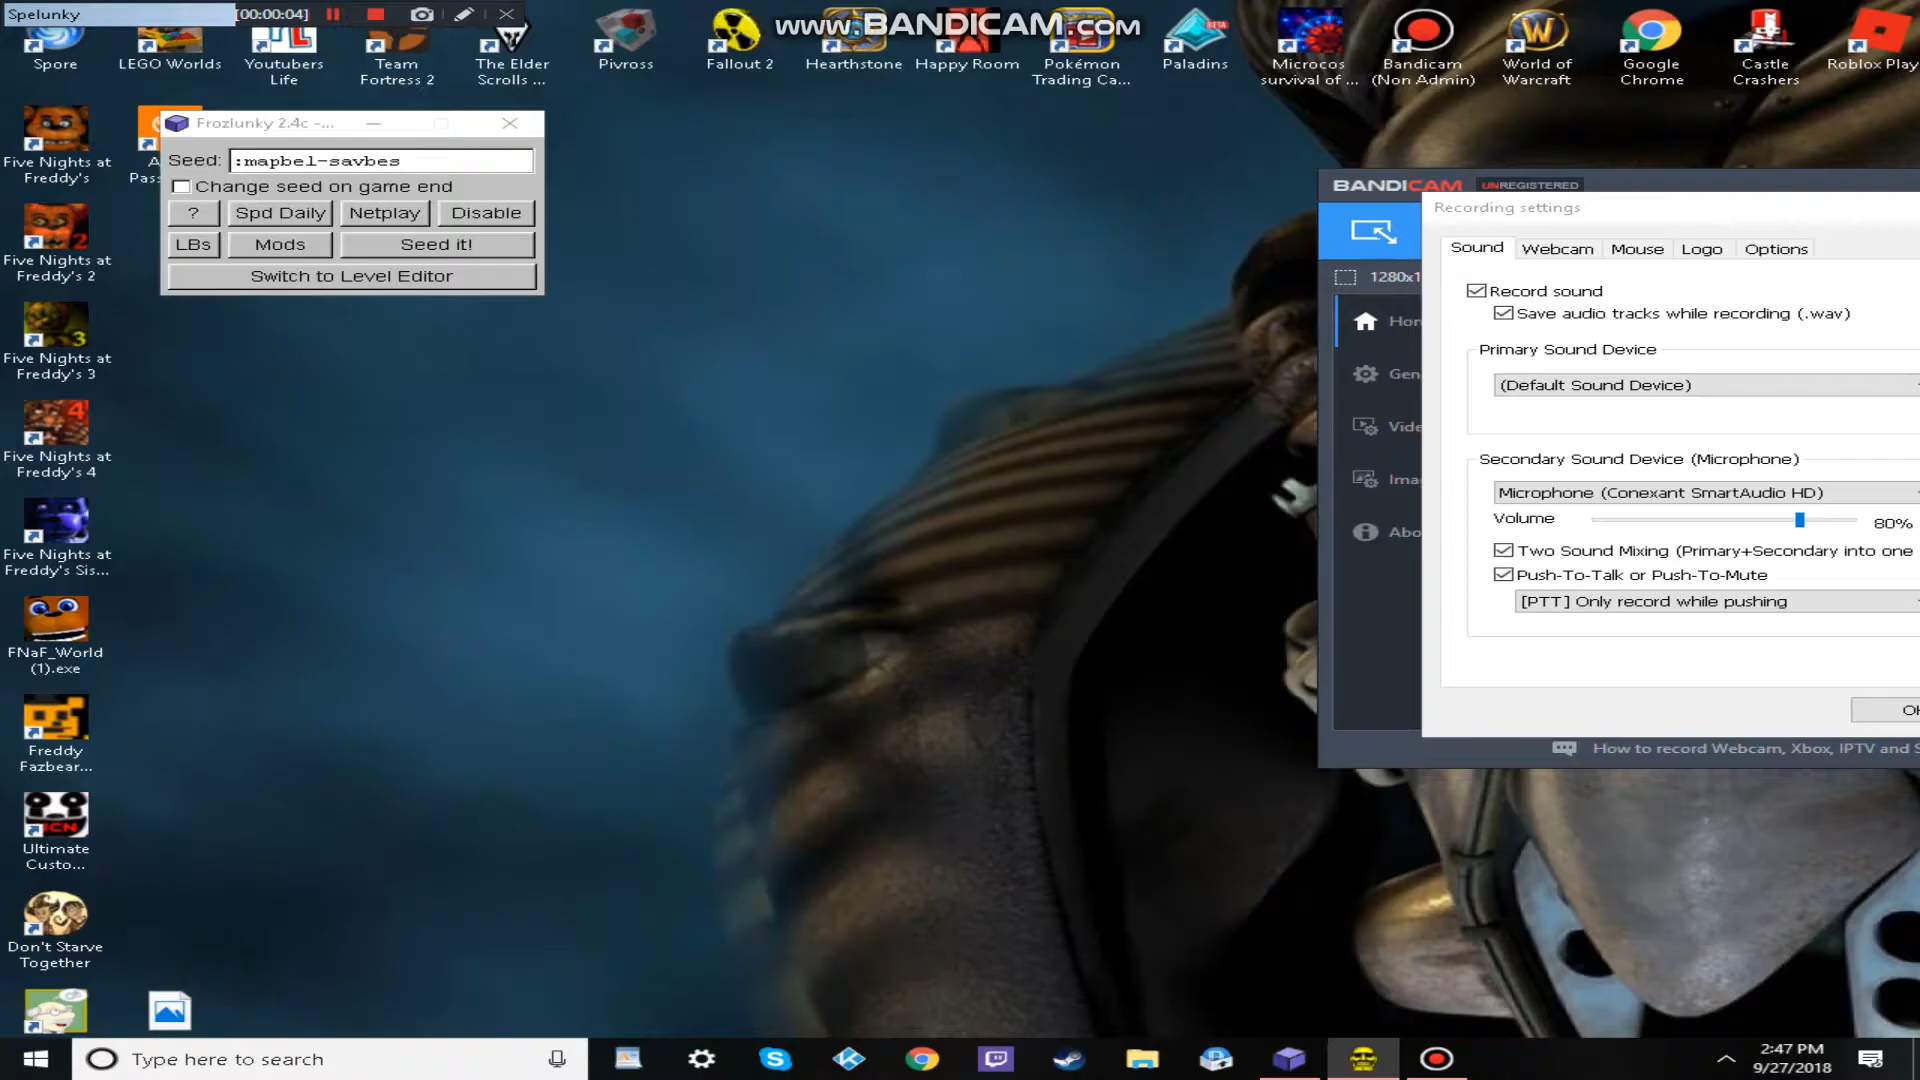 Spelunky
[00:00:04]
www.BANDICAM.com
Spore
LEGO Worlds
Youtubers
Life
Team
Fortress 2
The Elder
Scrolls ...
Pivross
Fallout 2
Hearthstone
Happy Room
Pokémon
Trading Ca...
Paladins
Microcos
survival of ...
Bandicam
(Non Admin)
World of
Warcraft
Google
Chrome
Castle
Crashers
Roblox Play
Five Nights at
Freddy's
A
Pass
Five Nights at
Freddy's 2
Five Nights at
Freddy's 3
Five Nights at
Freddy's 4
Five Nights at
Freddy's Sis...
FNaF_World
(1).exe
Freddy
Fazbear...
Ultimate
Custo...
Don't Starve
Together
Frozlunky 2.4c -...
Seed: :mapbel-savbes
Change seed on game end
? Spd Daily Netplay Disable
LBs Mods Seed it!
Switch to Level Editor
BANDICAM UNREGISTERED
1280x1
Hon
Gen
Vide
Ima
Abo
Recording settings
Sound Webcam Mouse Logo Options
Record sound
Save audio tracks while recording (.wav)
Primary Sound Device
(Default Sound Device)
Secondary Sound Device (Microphone)
Microphone (Conexant SmartAudio HD)
Volume 80%
Two Sound Mixing (Primary+Secondary into one
Push-To-Talk or Push-To-Mute
[PTT] Only record while pushing
OK
How to record Webcam, Xbox, IPTV and S
Type here to search
2:47 PM
9/27/2018